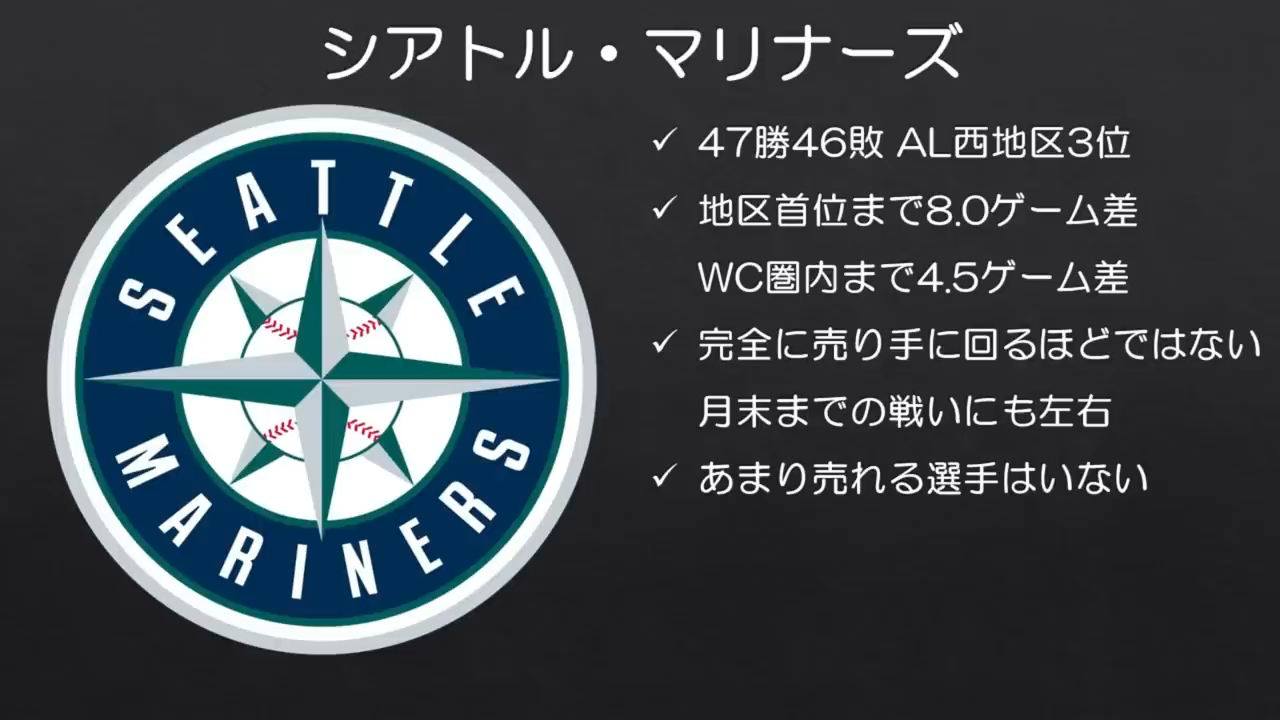 シアトル・マリナーズ
SEATTLE
MARINERS
✓ 47勝46敗 AL西地区3位
✓ 地区首位まで8.0ゲーム差
WC圏内まで4.5ゲーム差
✓ 完全に売り手に回るほどではない
月末までの戦いにも左右
✓ あまり売れる選手はいない